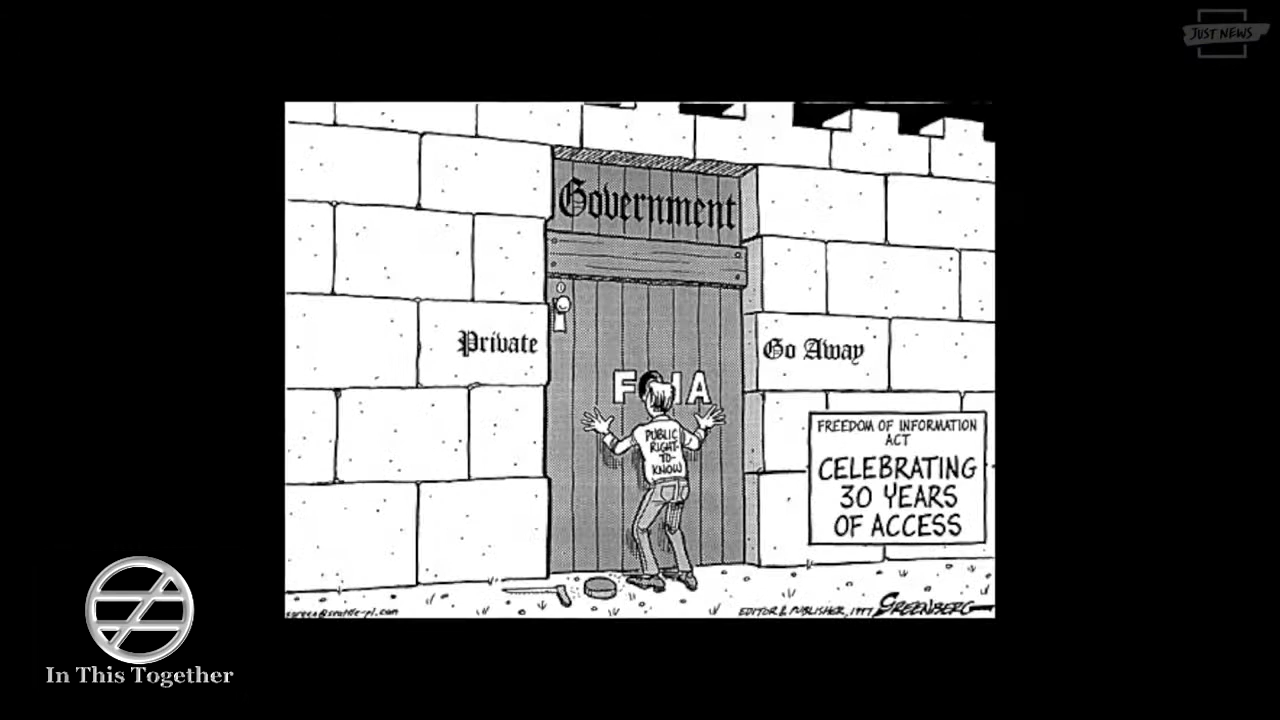 JUST NEWS
Government
Private
Go Away
F IA
PUBLIC
RIGHT-
TO-
KNOW
FREEDOM OF INFORMATION
ACT
CELEBRATING
30 YEARS
OF ACCESS
EDITOR & PUBLISHER, 1997 GREENBERG
In This Together